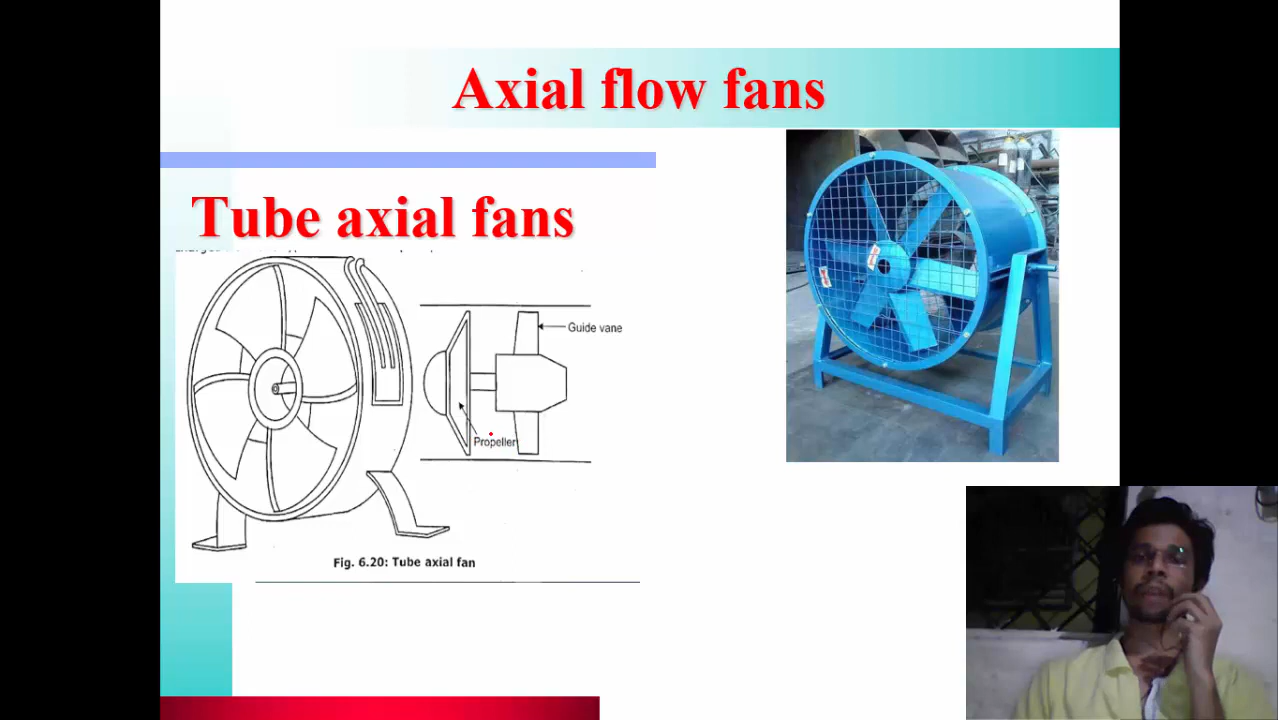 Axial flow fans
Tube axial fans
Guide vane
Propeller
Fig. 6.20: Tube axial fan